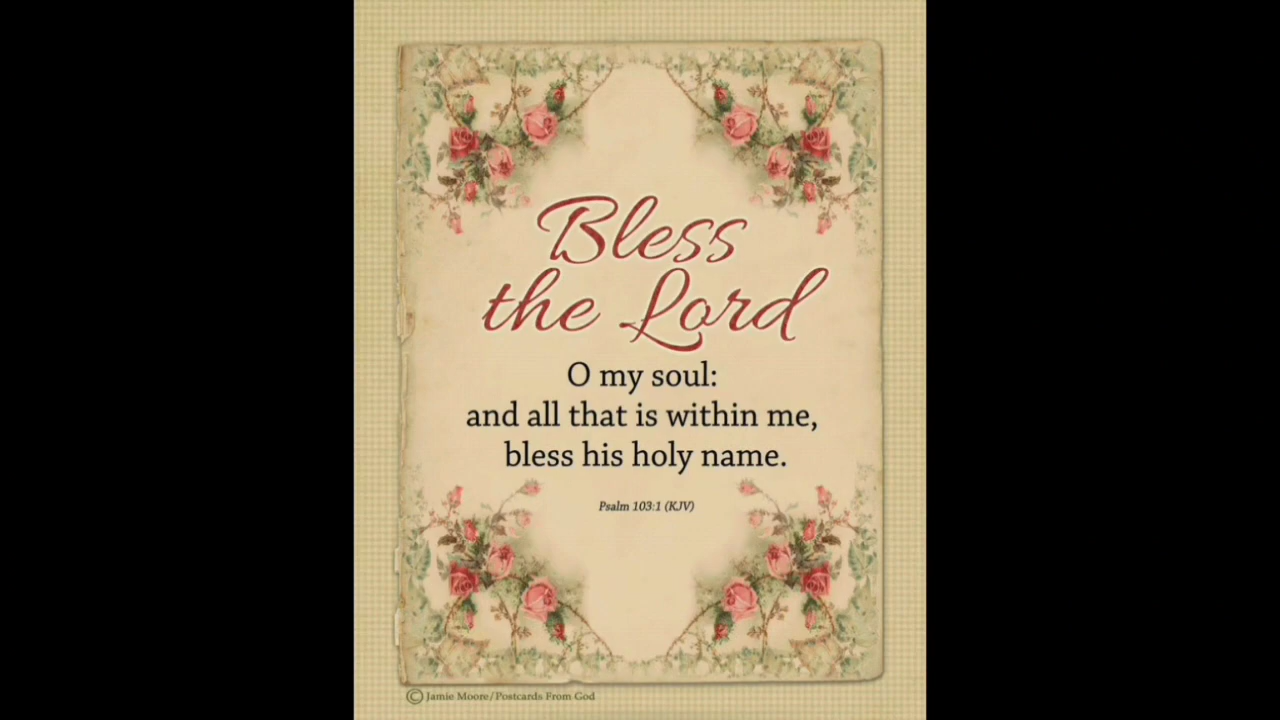 Bless
the Lord
O my soul:
and all that is within me,
bless his holy name.
Psalm 103:1 (KJV)
© Jamie Moore/Postcards From God